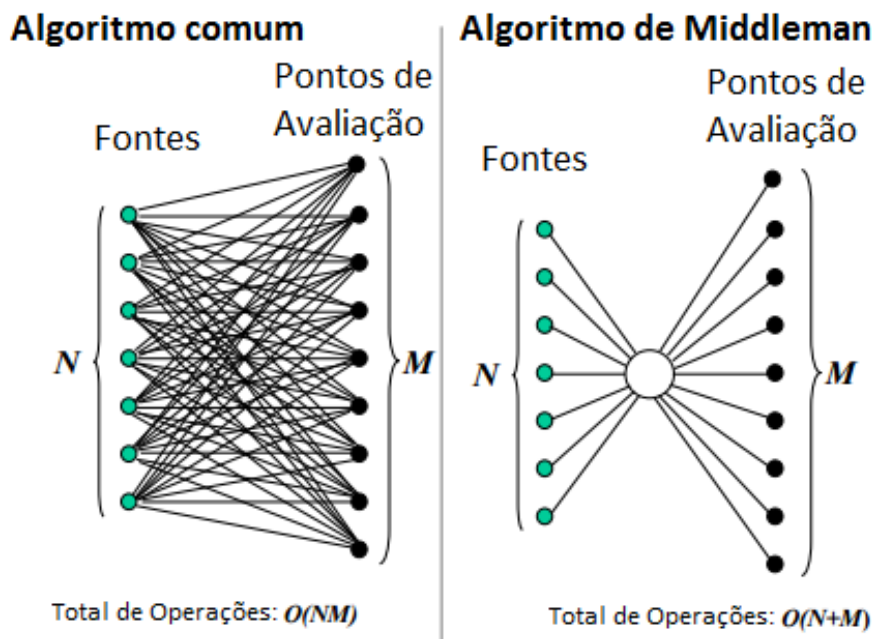 Algoritmo comum
Fontes
Pontos de
Avaliação
N
M
Total de Operações: O(NM)
Algoritmo de Middleman
Fontes
Pontos de
Avaliação
N
M
Total de Operações: O(N+M)